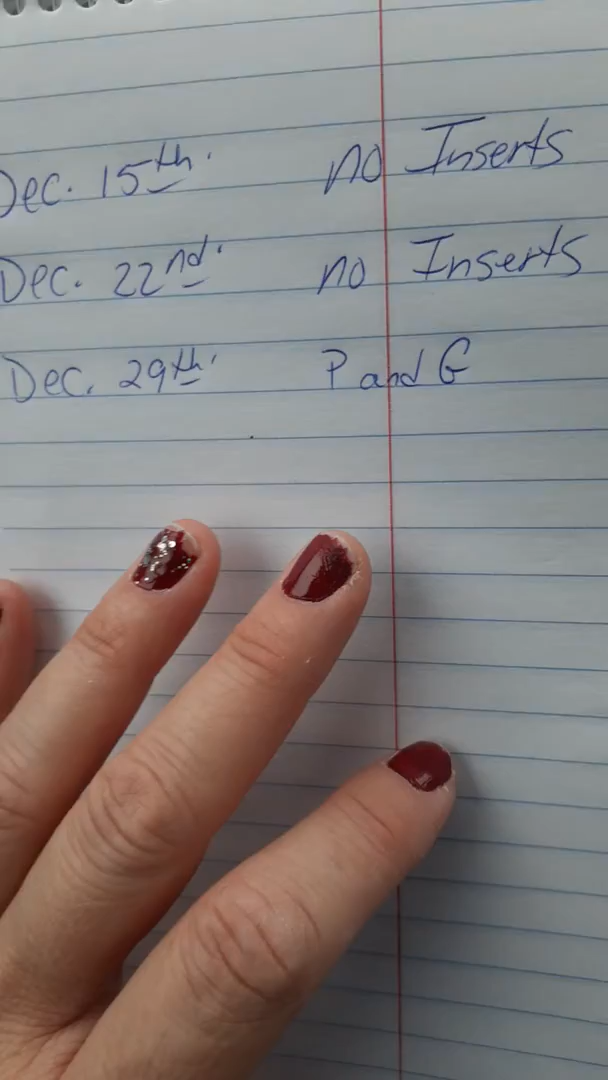 Dec. 15th. no Inserts
Dec. 22nd. no Inserts
Dec. 29th. P and G